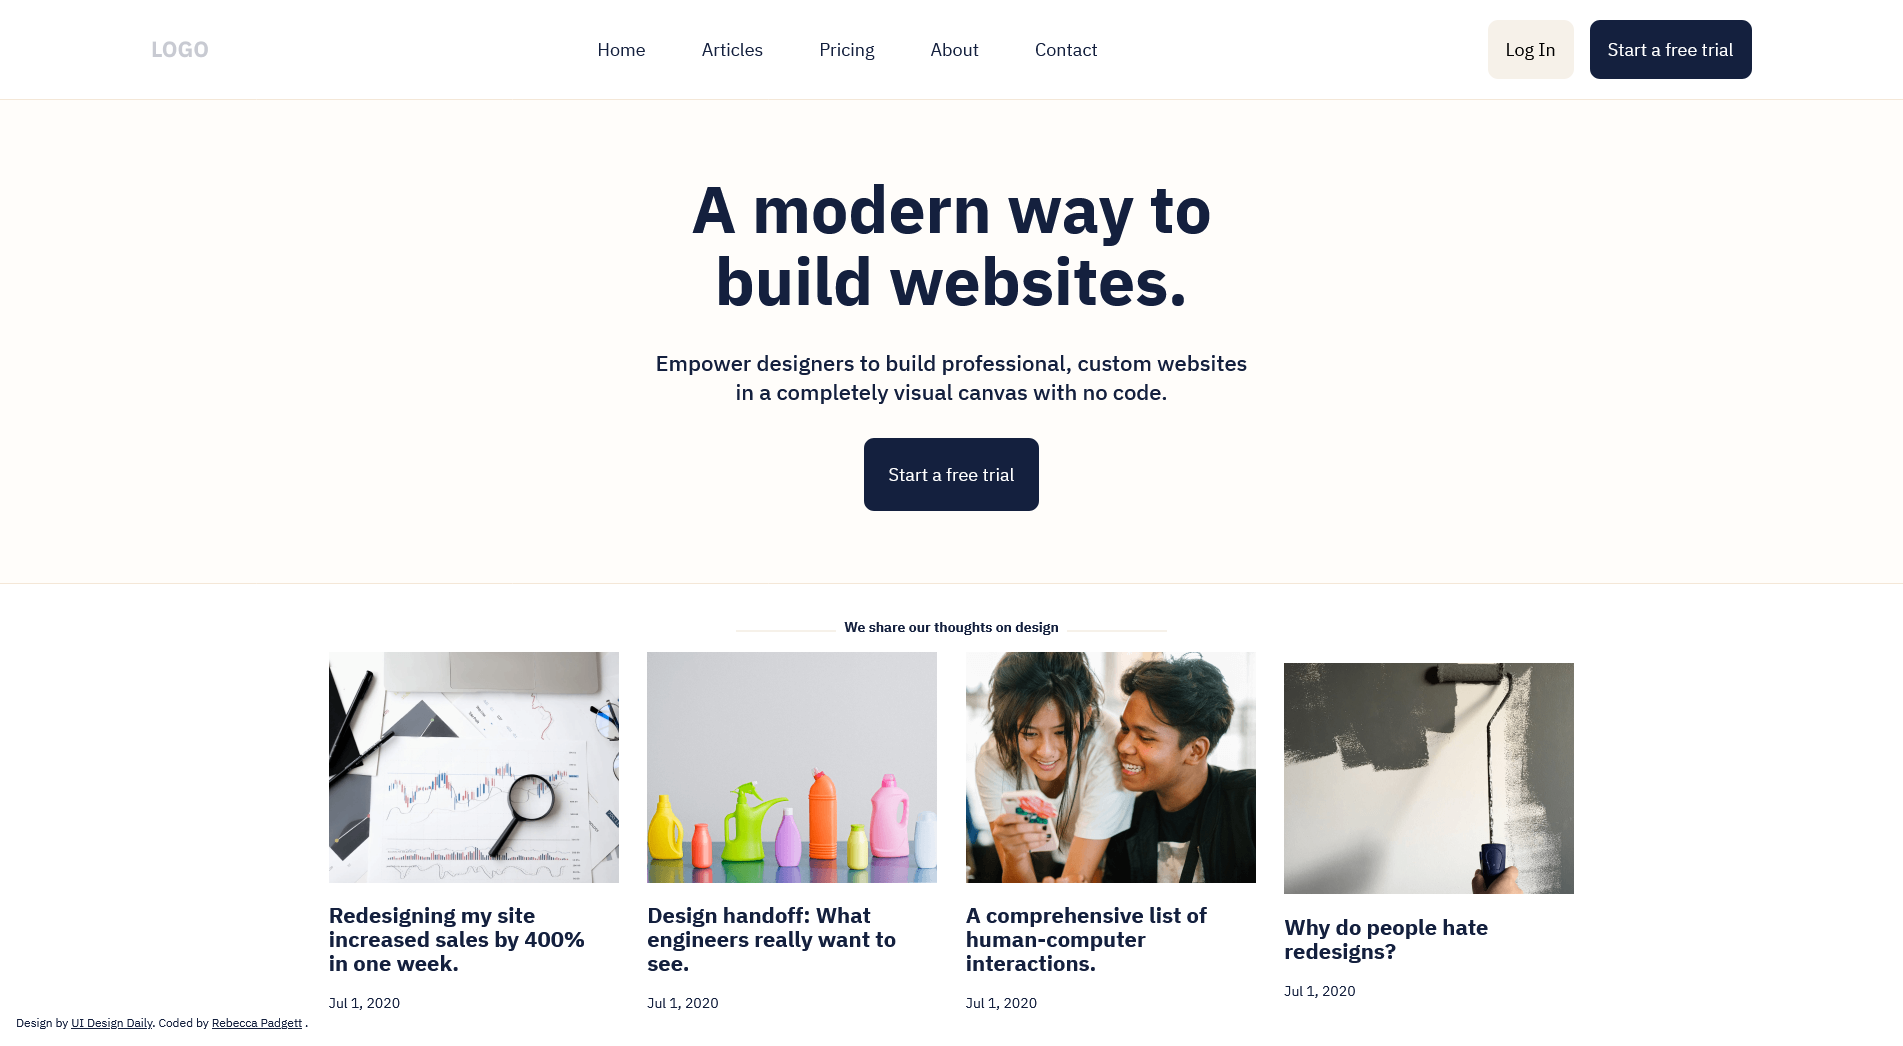 LOGO
Home
Articles
Pricing
About
Contact
Log In
Start a free trial
A modern way to
build websites.
Empower designers to build professional, custom websites
in a completely visual canvas with no code.
Start a free trial
We share our thoughts on design
Redesigning my site
increased sales by 400%
in one week.
Jul 1, 2020
Design handoff: What
engineers really want to
see.
Jul 1, 2020
A comprehensive list of
human-computer
interactions.
Jul 1, 2020
Why do people hate
redesigns?
Jul 1, 2020
Design by UI Design Daily. Coded by Rebecca Padgett .